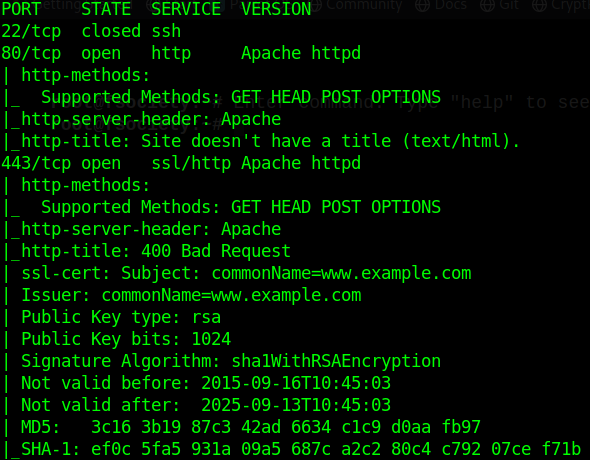 PORT STATE SERVICE VERSION
22/tcp closed ssh
80/tcp open http Apache httpd
| http-methods:
|_ Supported Methods: GET HEAD POST OPTIONS
|_http-server-header: Apache
|_http-title: Site doesn't have a title (text/html).
443/tcp open ssl/http Apache httpd
| http-methods:
|_ Supported Methods: GET HEAD POST OPTIONS
|_http-server-header: Apache
|_http-title: 400 Bad Request
| ssl-cert: Subject: commonName=www.example.com
| Issuer: commonName=www.example.com
| Public Key type: rsa
| Public Key bits: 1024
| Signature Algorithm: sha1WithRSAEncryption
| Not valid before: 2015-09-16T10:45:03
| Not valid after: 2025-09-13T10:45:03
| MD5: 3c16 3b19 87c3 42ad 6634 c1c9 d0aa fb97
|_SHA-1: ef0c 5fa5 931a 09a5 687c a2c2 80c4 c792 07ce f71b